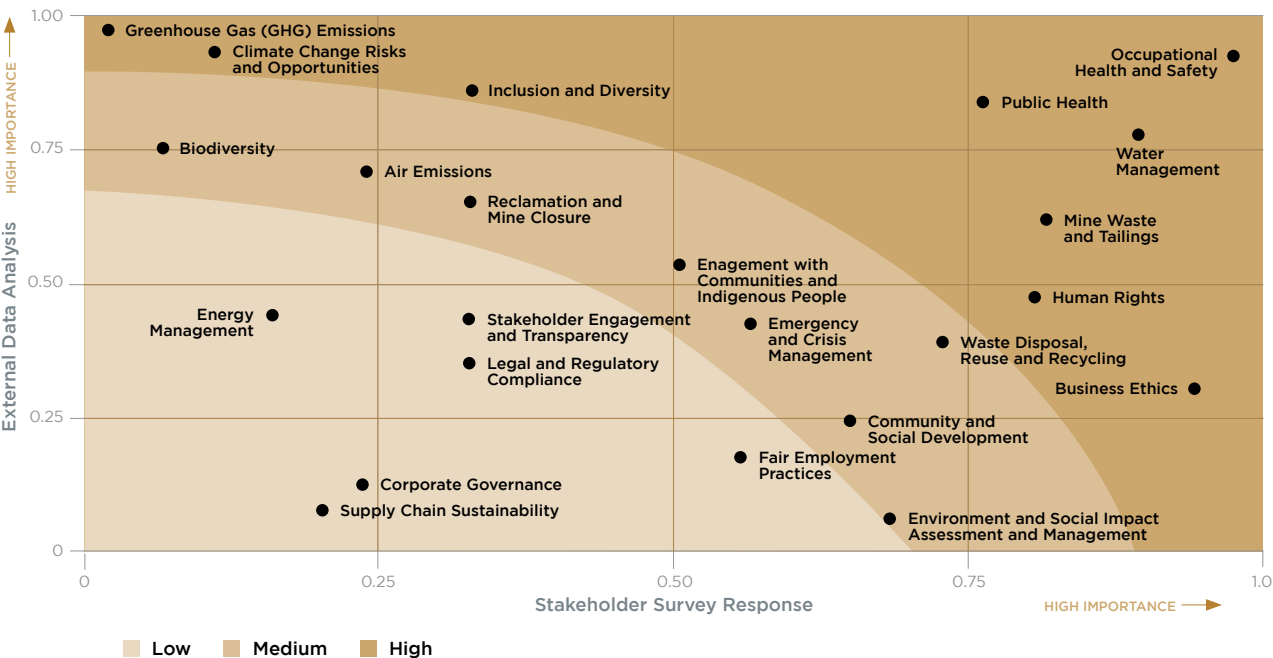 1.00
HIGH IMPORTANCE
Greenhouse Gas (GHG) Emissions
Climate Change Risks
and Opportunities
Occupational
Health and Safety
Inclusion and Diversity
Public Health
0.75
Biodiversity
Water
Management
Air Emissions
Reclamation and
Mine Closure
Mine Waste
and Tailings
External Data Analysis
0.50
Enagement with
Communities and
Indigenous People
Human Rights
Energy
Management
Stakeholder Engagement
and Transparency
Emergency
and Crisis
Management
Waste Disposal,
Reuse and Recycling
Legal and Regulatory
Compliance
Business Ethics
0.25
Community and
Social Development
Fair Employment
Practices
Corporate Governance
Supply Chain Sustainability
Environment and Social Impact
Assessment and Management
0
0 0.25 0.50 0.75 1.0
Stakeholder Survey Response
HIGH IMPORTANCE
Low Medium High